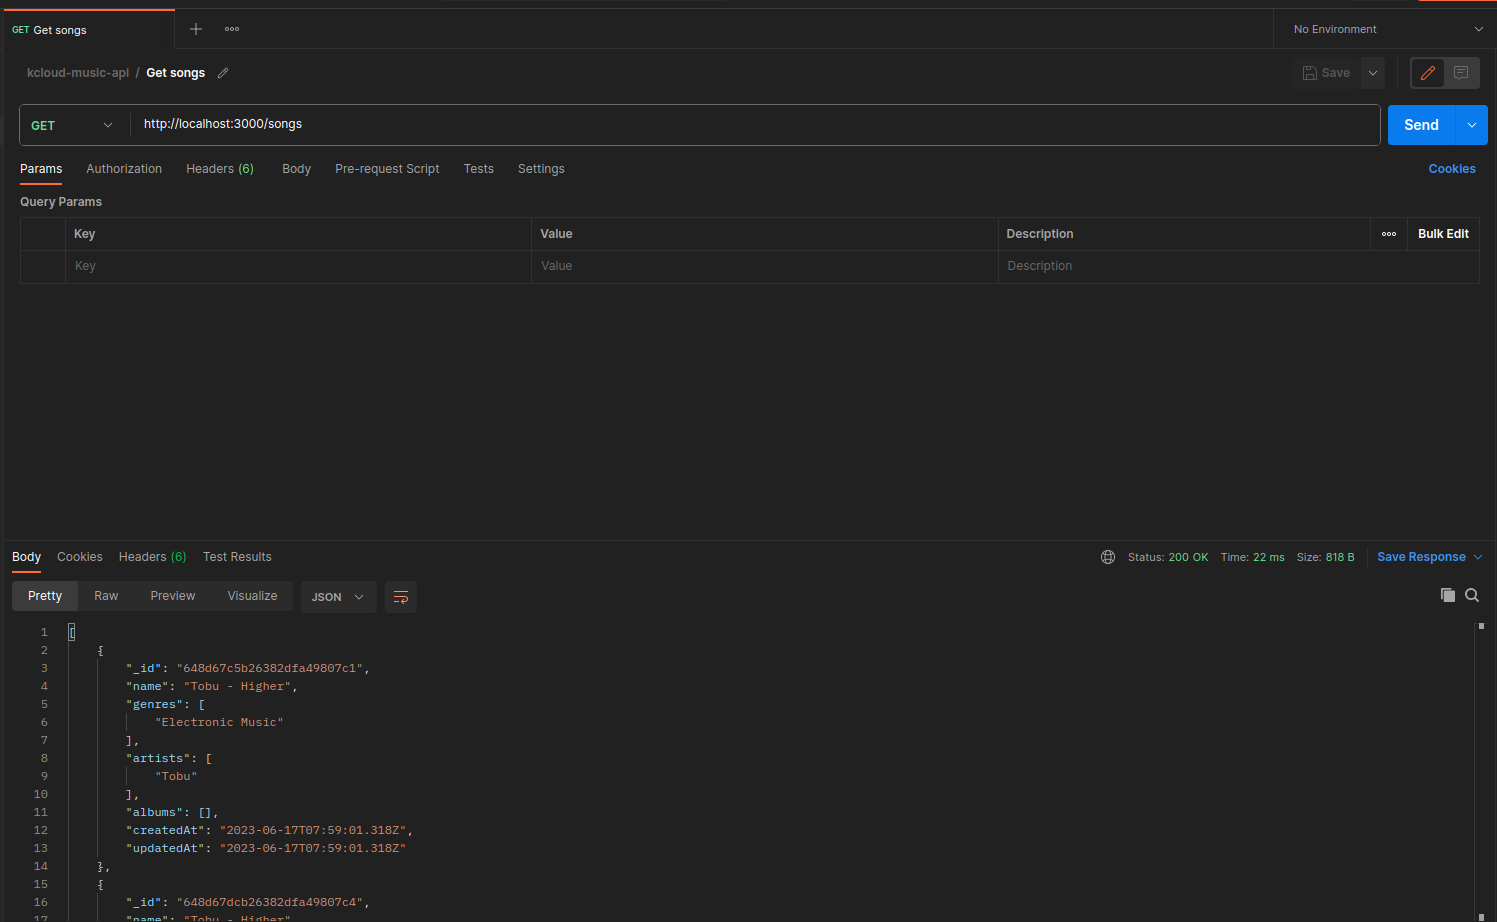 GET Get songs
No Environment
kcloud-music-api / Get songs
Save
GET http://localhost:3000/songs
Send
Params Authorization Headers (6) Body Pre-request Script Tests Settings Cookies
Query Params
Key Value Description Bulk Edit
Key Value Description
Body Cookies Headers (6) Test Results Status: 200 OK Time: 22 ms Size: 818 B Save Response
Pretty Raw Preview Visualize JSON
1 [
2 {
3 "_id": "648d67c5b26382dfa49807c1",
4 "name": "Tobu - Higher",
5 "genres": [
6 "Electronic Music"
7 ],
8 "artists": [
9 "Tobu"
10 ],
11 "albums": [],
12 "createdAt": "2023-06-17T07:59:01.318Z",
13 "updatedAt": "2023-06-17T07:59:01.318Z"
14 },
15 {
16 "_id": "648d67dcb26382dfa49807c4",
17 "name": "Tobu - Higher"